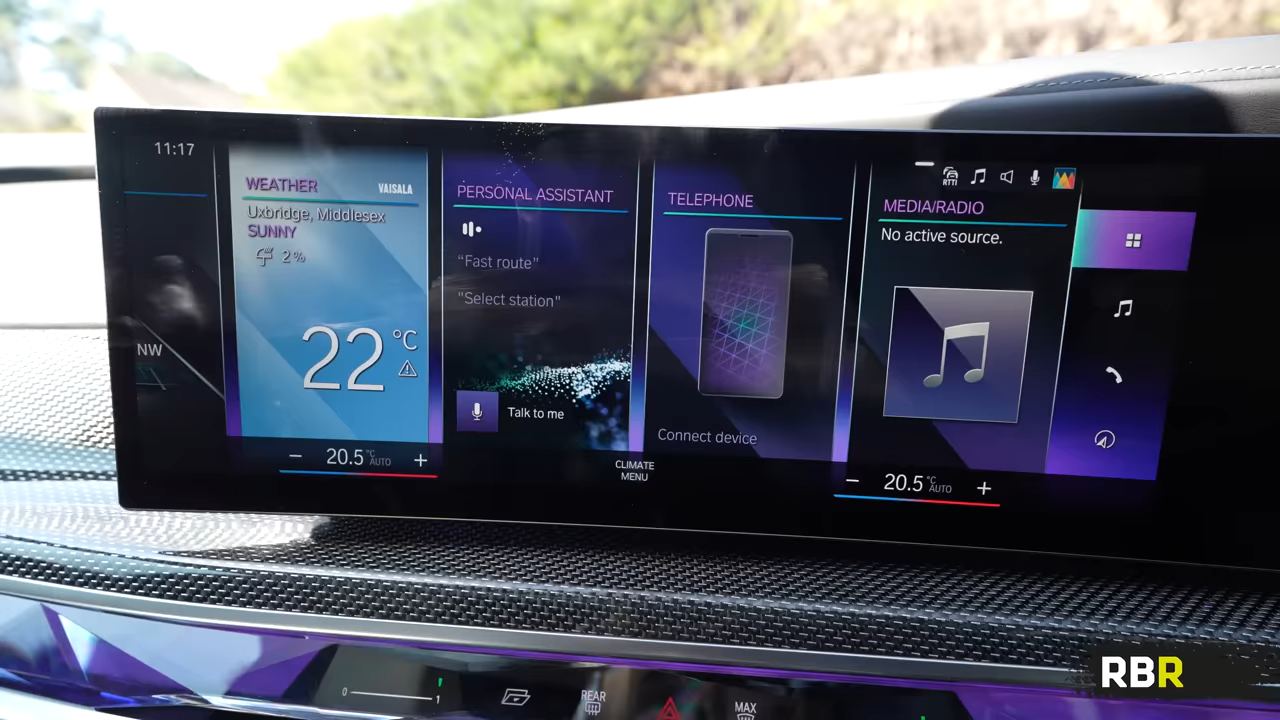 11:17
NW
WEATHER
VAISALA
Uxbridge, Middlesex
SUNNY
2 %
22 °C
− 20.5 °C AUTO +
PERSONAL ASSISTANT
“Fast route”
"Select station"
Talk to me
CLIMATE
MENU
TELEPHONE
Connect device
RTTI
MEDIA/RADIO
No active source.
− 20.5 °C AUTO +
0
1
REAR
MAX
RBR